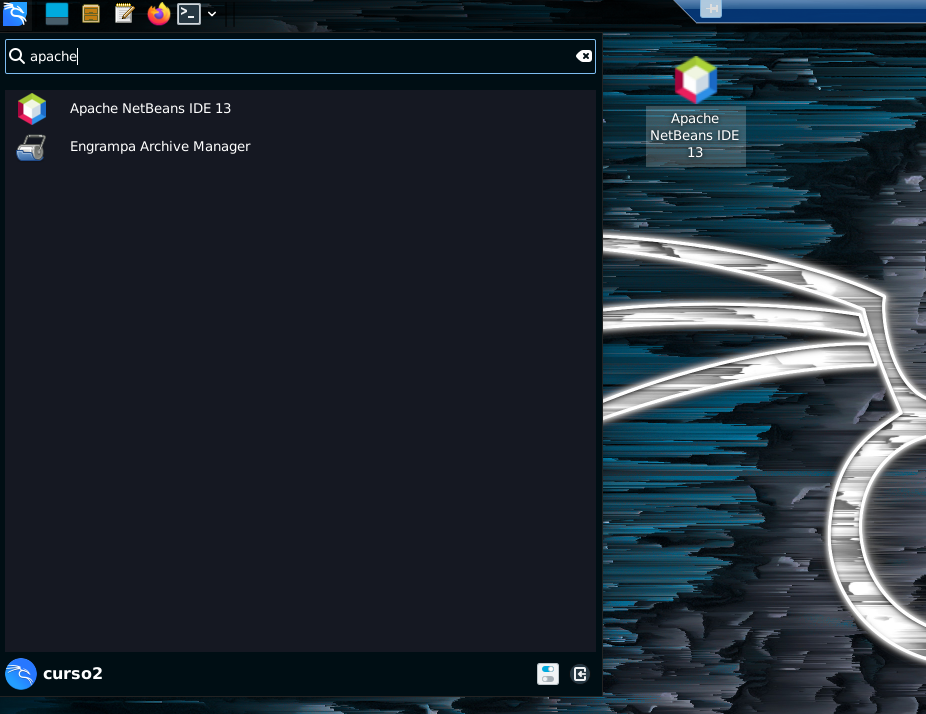 apache
Apache NetBeans IDE 13
Engrampa Archive Manager
curso2
Apache
NetBeans IDE
13